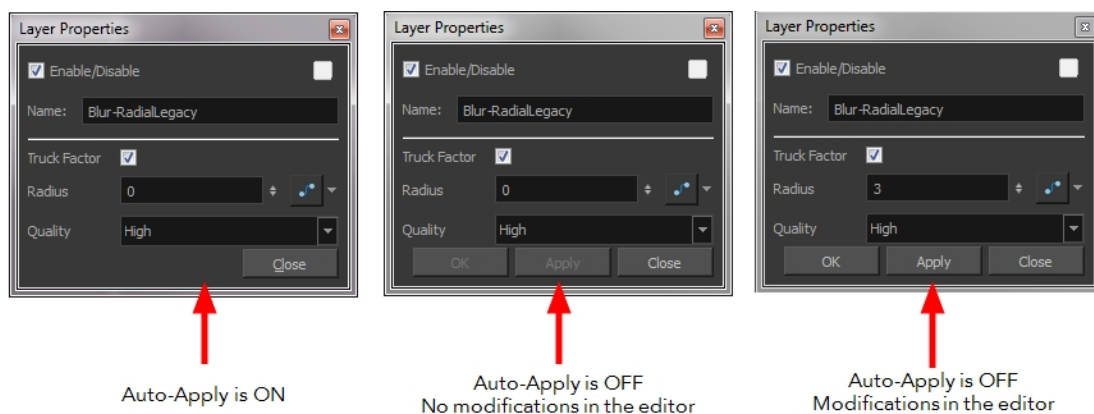 Layer Properties
Enable/Disable
Name: Blur-RadialLegacy
Truck Factor
Radius 0
Quality High
Close
Auto-Apply is ON
Layer Properties
Enable/Disable
Name: Blur-RadialLegacy
Truck Factor
Radius 0
Quality High
OK Apply Close
Auto-Apply is OFF
No modifications in the editor
Layer Properties
Enable/Disable
Name: Blur-RadialLegacy
Truck Factor
Radius 3
Quality High
OK Apply Close
Auto-Apply is OFF
Modifications in the editor